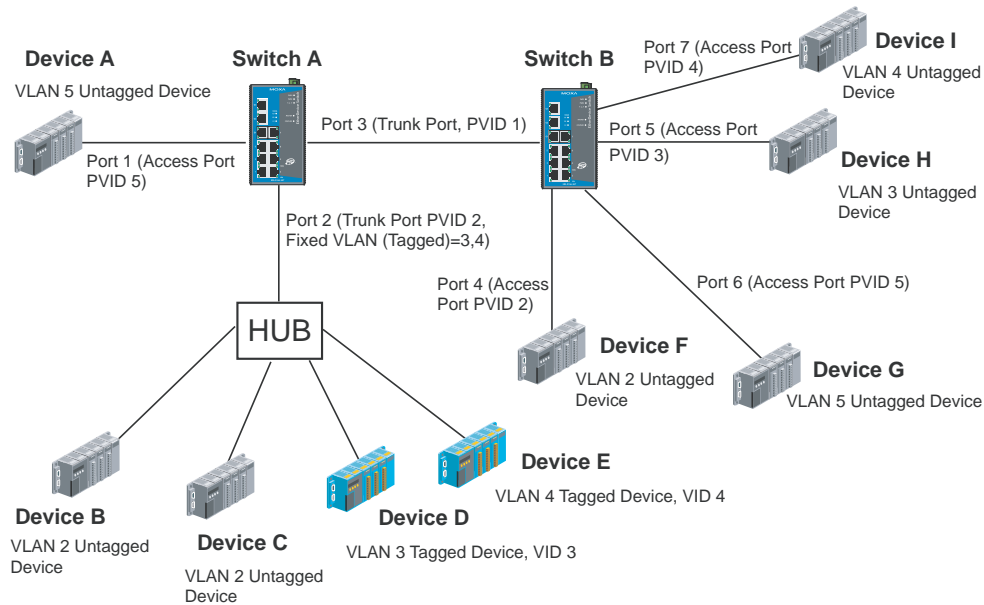 Device A
VLAN 5 Untagged Device
Switch A
MOXA
Port 3 (Trunk Port, PVID 1)
Switch B
MOXA
Port 7 (Access Port
PVID 4)
Device I
VLAN 4 Untagged
Device
Port 1 (Access Port
PVID 5)
Port 5 (Access Port
PVID 3)
Device H
VLAN 3 Untagged
Device
Port 2 (Trunk Port PVID 2,
Fixed VLAN (Tagged)=3,4)
Port 4 (Access
Port PVID 2)
Port 6 (Access Port PVID 5)
HUB
Device F
VLAN 2 Untagged
Device
Device G
VLAN 5 Untagged Device
Device B
VLAN 2 Untagged
Device
Device C
VLAN 2 Untagged
Device
Device D
VLAN 3 Tagged Device, VID 3
Device E
VLAN 4 Tagged Device, VID 4